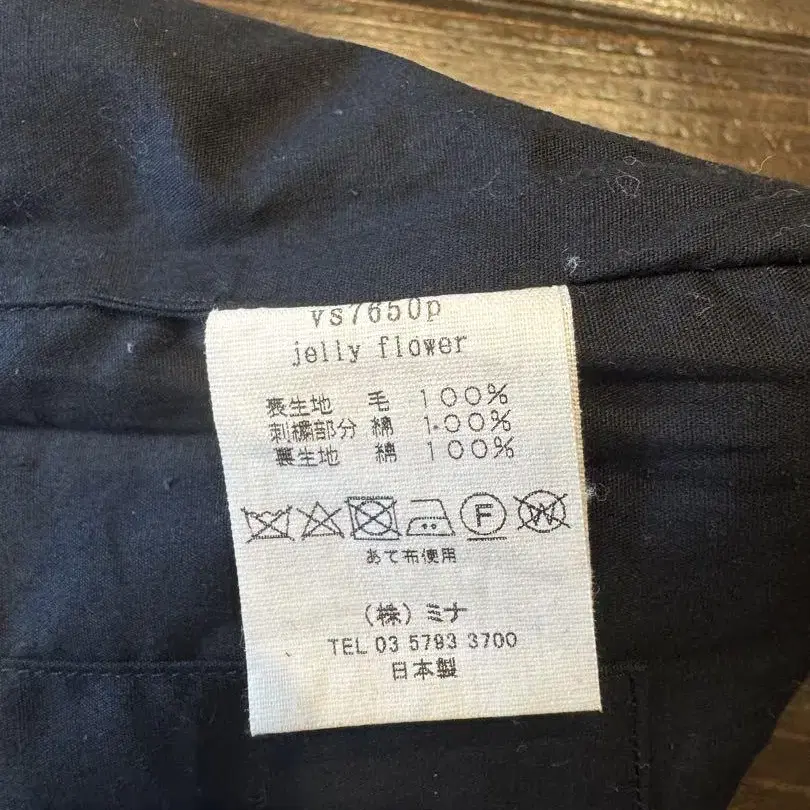 vs7650p
jelly flower
表生地 毛 100%
刺繍部分 綿 100%
裏生地 綿 100%
F W
あて布使用
(株)ミナ
TEL 03 5793 3700
日本製